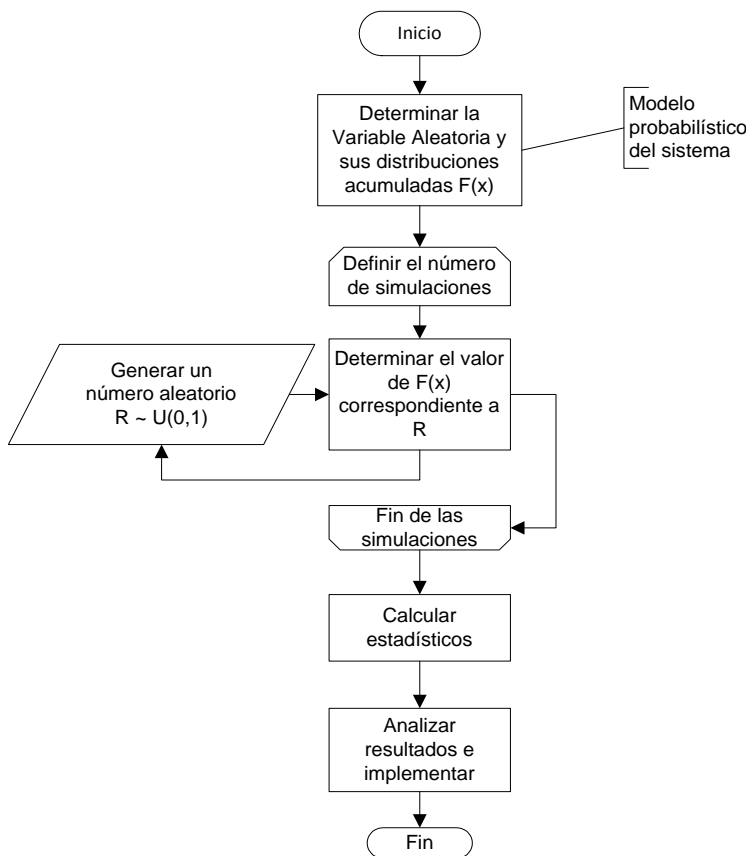 Inicio
Determinar la
Variable Aleatoria y
sus distribuciones
acumuladas F(x)
Modelo
probabilístico
del sistema
Definir el número
de simulaciones
Generar un
número aleatorio
R ~ U(0,1)
Determinar el valor
de F(x)
correspondiente a
R
Fin de las
simulaciones
Calcular
estadísticos
Analizar
resultados e
implementar
Fin